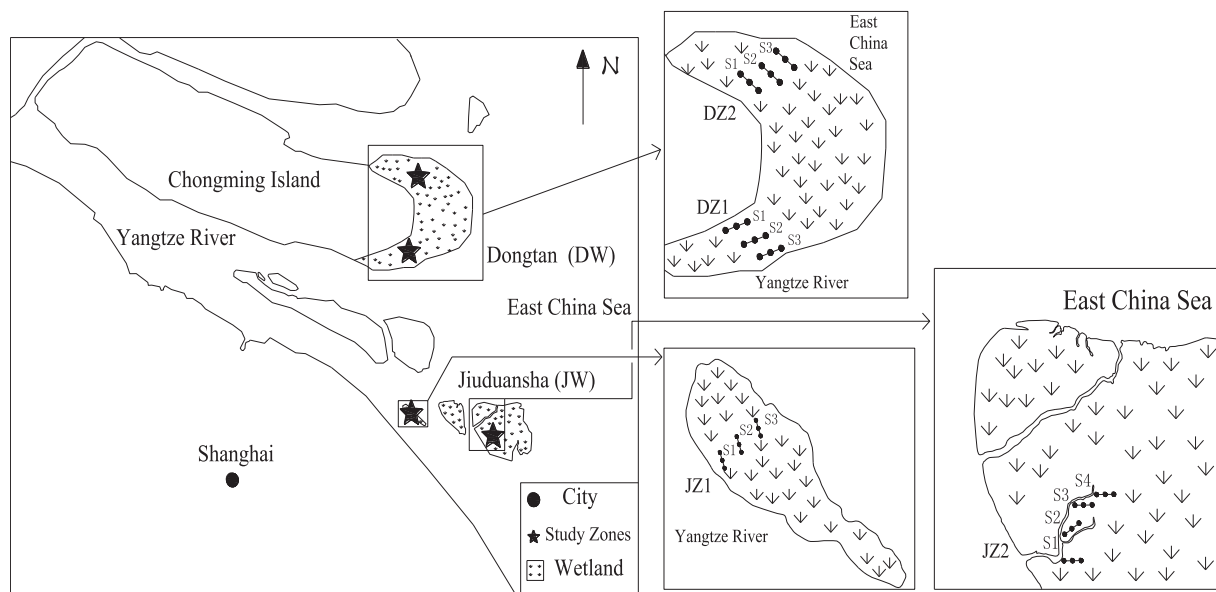 N
Chongming Island
Yangtze River
Dongtan (DW)
East China Sea
Jiuduansha (JW)
Shanghai
City
Study Zones
Wetland
East
China
Sea
S3
S2
S1
DZ2
DZ1
S1
S2
S3
Yangtze River
S3
S2
S1
JZ1
Yangtze River
East China Sea
S4
S3
S2
S1
JZ2